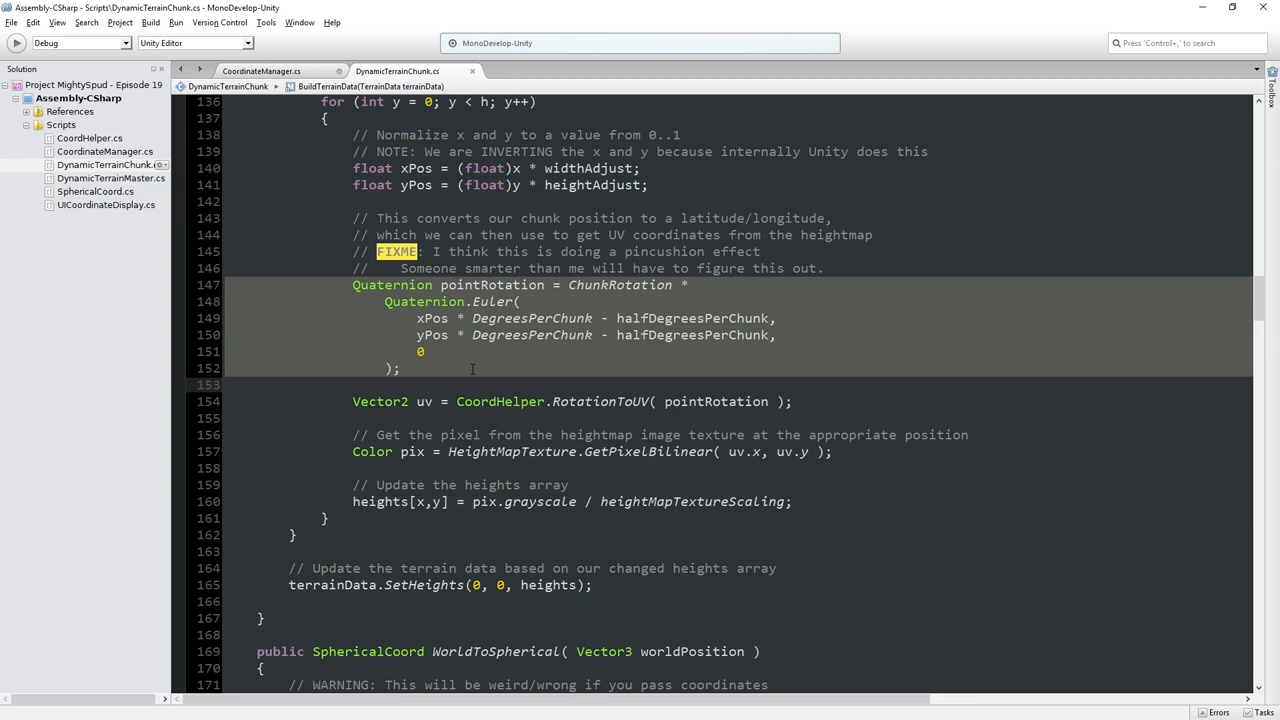 Assembly-CSharp - Scripts\DynamicTerrainChunk.cs - MonoDevelop-Unity
File Edit View Search Project Build Run Version Control Tools Window Help
Debug Unity Editor MonoDevelop-Unity Press 'Control+,' to search
Solution
CoordinateManager.cs DynamicTerrainChunk.cs
DynamicTerrainChunk BuildTerrainData(TerrainData terrainData)
Project MightySpud - Episode 19
Assembly-CSharp
References
Scripts
CoordHelper.cs
CoordinateManager.cs
DynamicTerrainChunk.c
DynamicTerrainMaster.cs
SphericalCoord.cs
UICoordinateDisplay.cs
136 for (int y = 0; y < h; y++)
137 {
138 // Normalize x and y to a value from 0..1
139 // NOTE: We are INVERTING the x and y because internally Unity does this
140 float xPos = (float)x * widthAdjust;
141 float yPos = (float)y * heightAdjust;
142
143 // This converts our chunk position to a latitude/longitude,
144 // which we can then use to get UV coordinates from the heightmap
145 // FIXME: I think this is doing a pincushion effect
146 // Someone smarter than me will have to figure this out.
147 Quaternion pointRotation = ChunkRotation *
148 Quaternion.Euler(
149 xPos * DegreesPerChunk - halfDegreesPerChunk,
150 yPos * DegreesPerChunk - halfDegreesPerChunk,
151 0
152 );
153
154 Vector2 uv = CoordHelper.RotationToUV( pointRotation );
155
156 // Get the pixel from the heightmap image texture at the appropriate position
157 Color pix = HeightMapTexture.GetPixelBilinear( uv.x, uv.y );
158
159 // Update the heights array
160 heights[x,y] = pix.grayscale / heightMapTextureScaling;
161 }
162 }
163
164 // Update the terrain data based on our changed heights array
165 terrainData.SetHeights(0, 0, heights);
166
167 }
168
169 public SphericalCoord WorldToSpherical( Vector3 worldPosition )
170 {
171 // WARNING: This will be weird/wrong if you pass coordinates
Toolbox
Errors Tasks